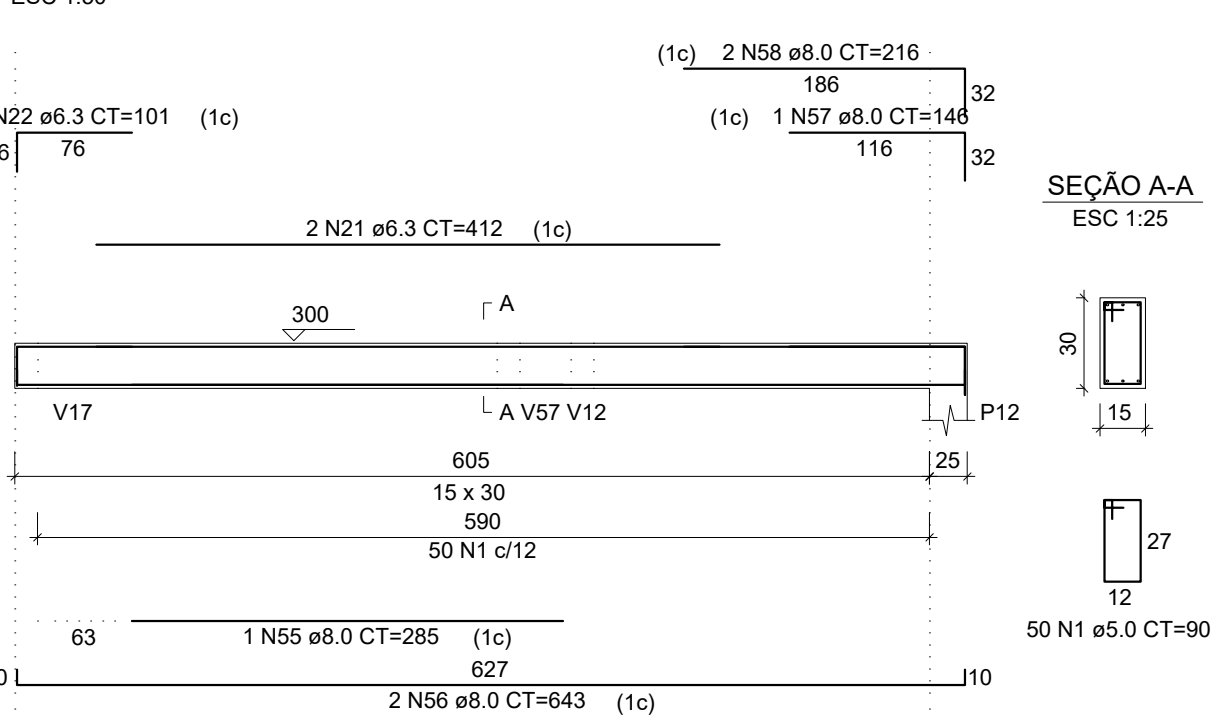 (1c) 2 N58 ø8.0 CT=216
186
32
N22 ø6.3 CT=101 (1c)
76
(1c) 1 N57 ø8.0 CT=146
116
32
SEÇÃO A-A
ESC 1:25
2 N21 ø6.3 CT=412 (1c)
300
A
30
15
V17
A V57 V12
P12
605
25
15 x 30
590
50 N1 c/12
27
12
50 N1 ø5.0 CT=90
63
1 N55 ø8.0 CT=285 (1c)
627
10
2 N56 ø8.0 CT=643 (1c)